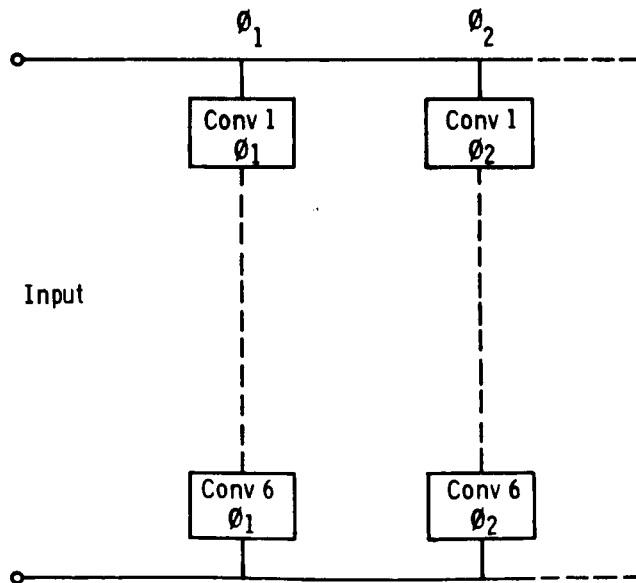 Ø₁ Ø₂
Conv 1 Conv 1
Ø₁ Ø₂
Input
Conv 6 Conv 6
Ø₁ Ø₂